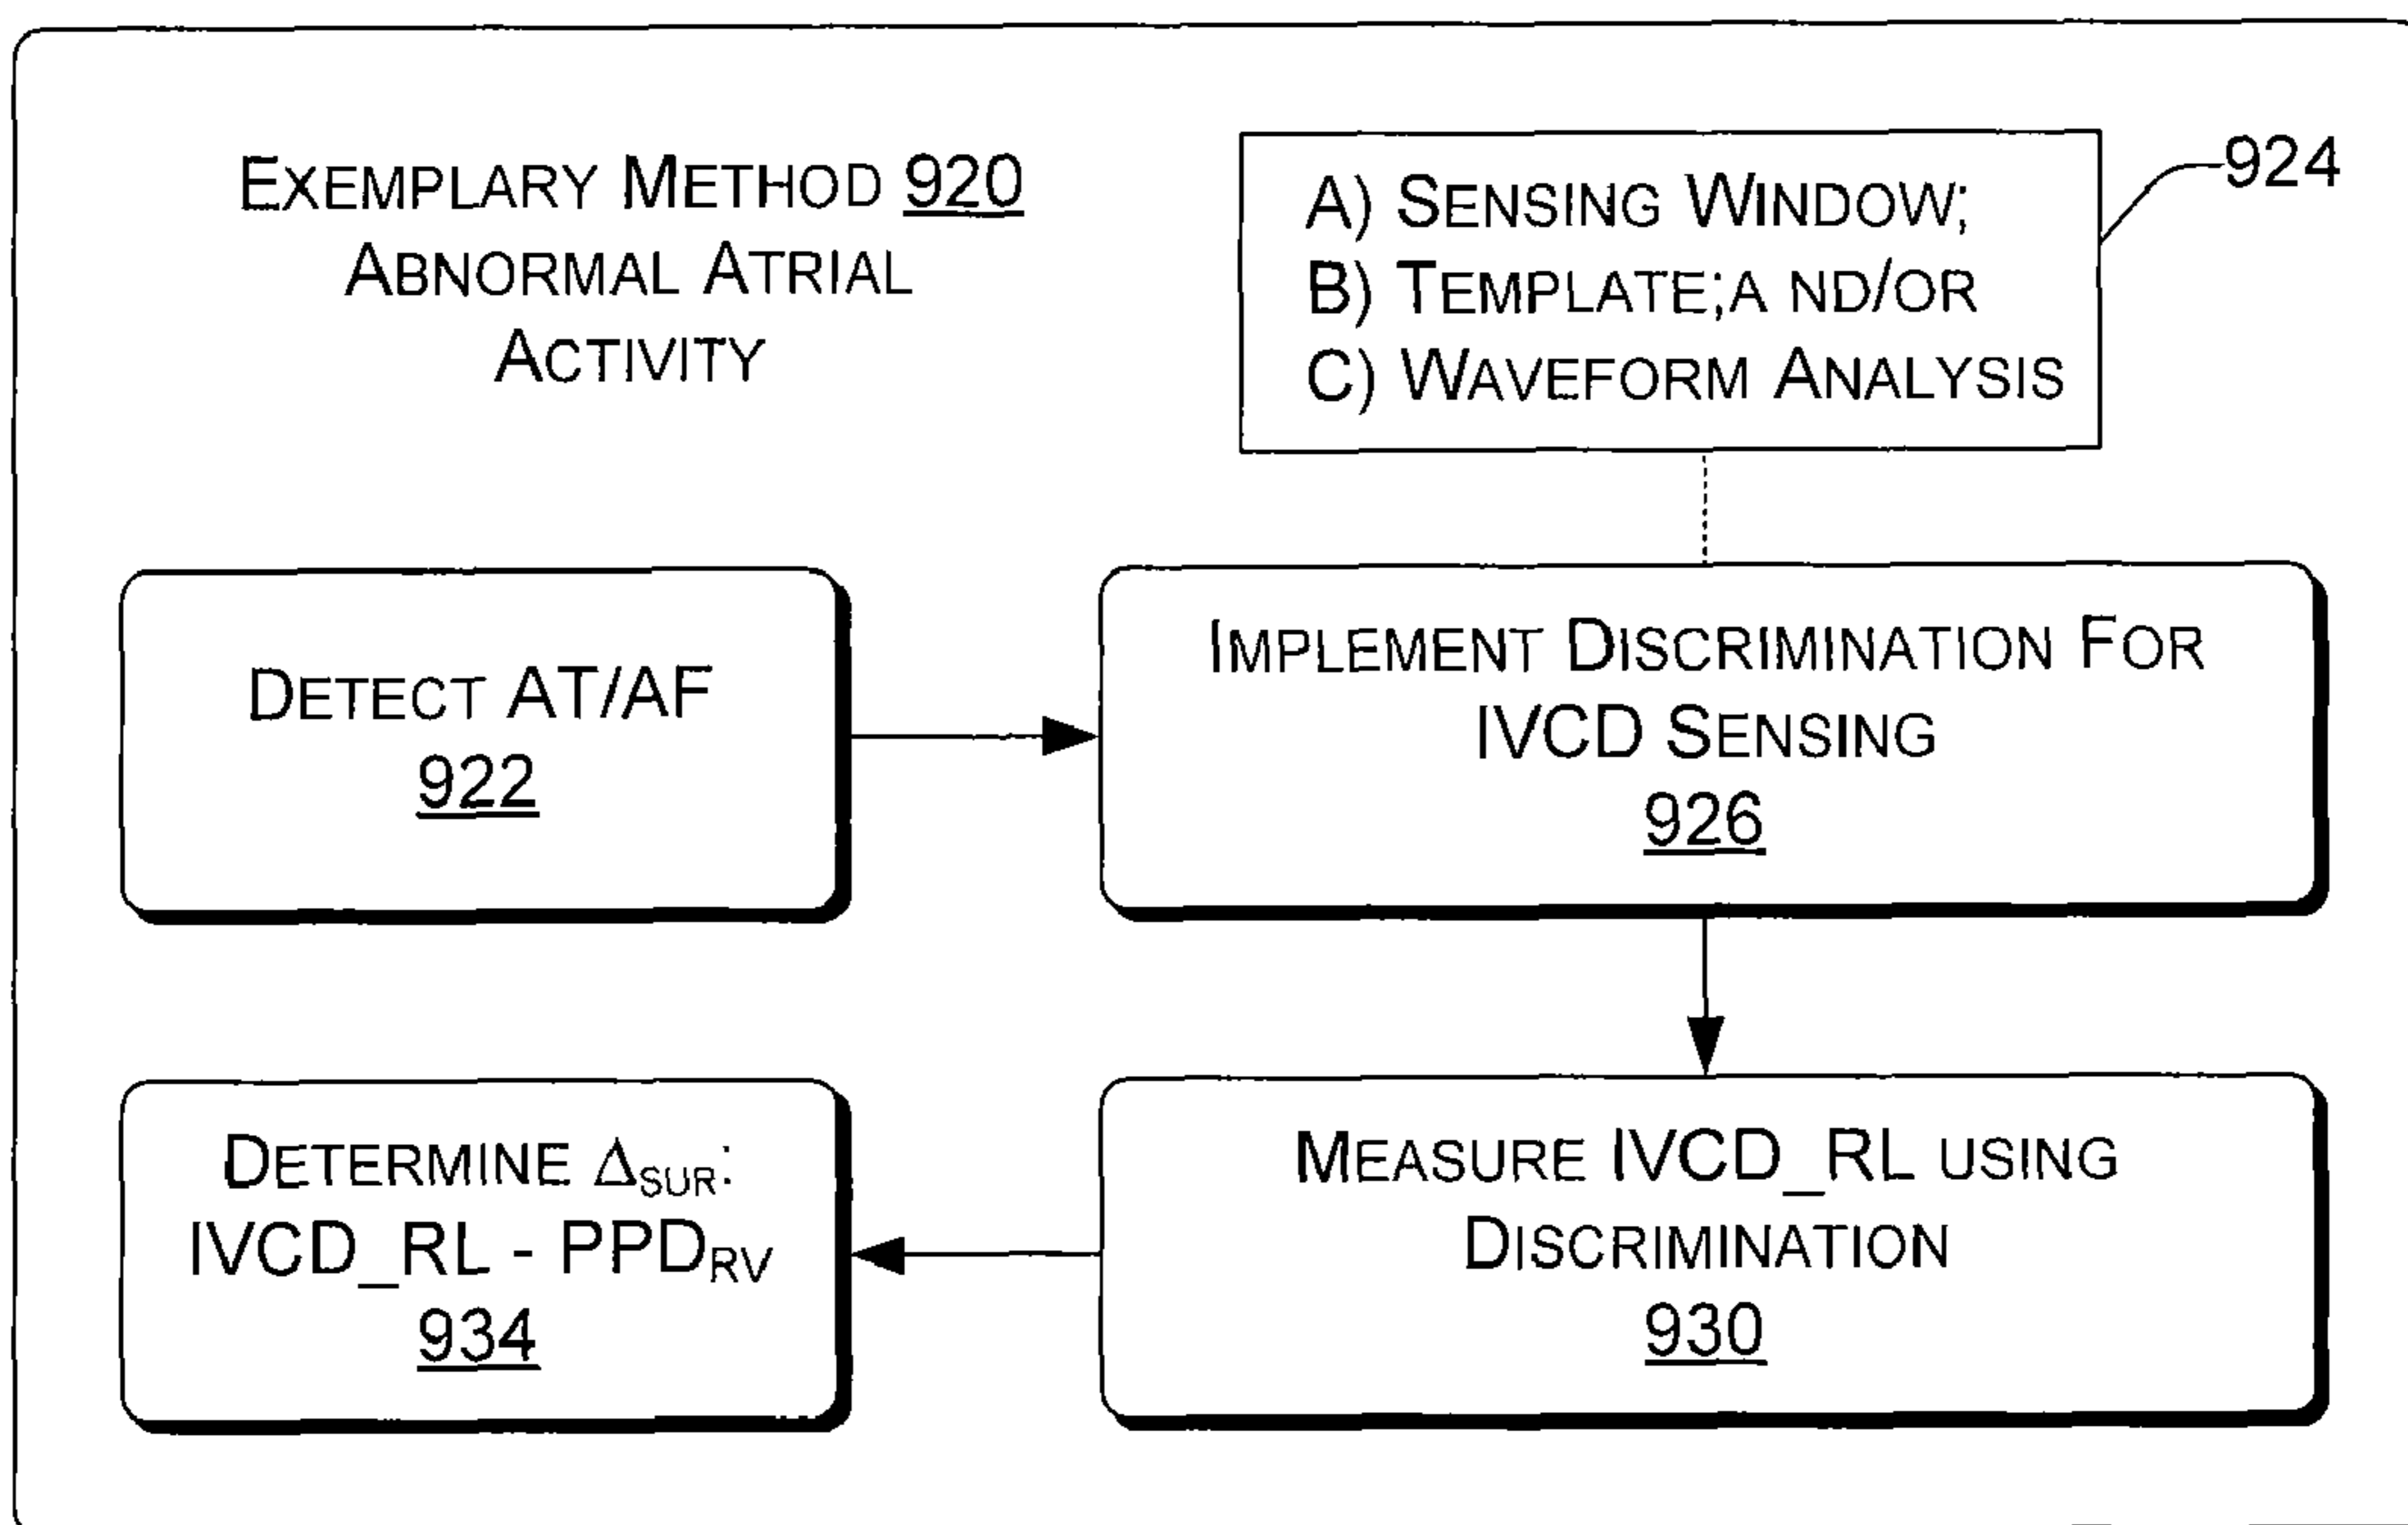 EXEMPLARY METHOD 920
ABNORMAL ATRIAL
ACTIVITY
A) SENSING WINDOW;
B) TEMPLATE;A ND/OR
C) WAVEFORM ANALYSIS
924
DETECT AT/AF
922
IMPLEMENT DISCRIMINATION FOR
IVCD SENSING
926
DETERMINE ΔSUR:
IVCD_RL - PPDRV
934
MEASURE IVCD_RL USING
DISCRIMINATION
930